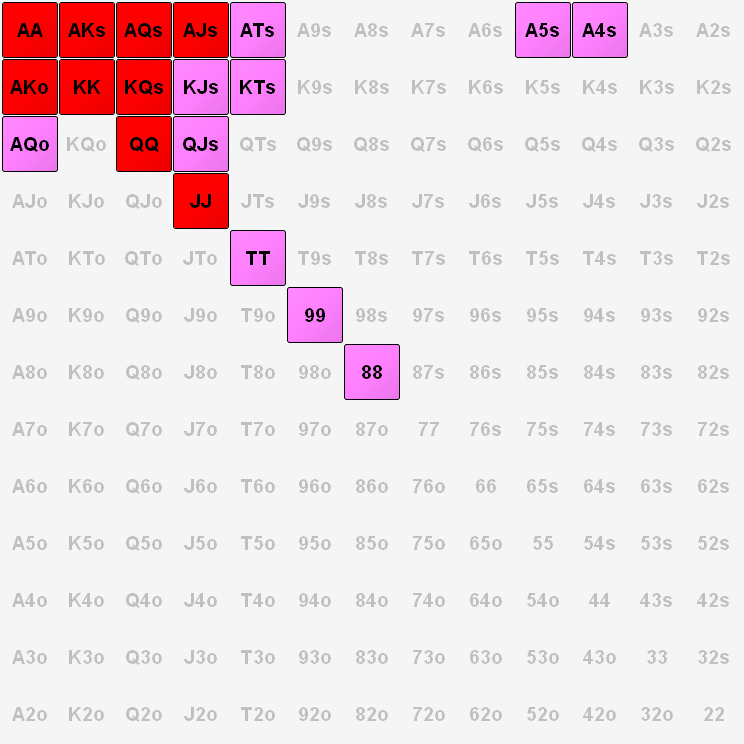 AA AKs AQs AJs ATs A9s A8s A7s A6s A5s A4s A3s A2s
AKo KK KQs KJs KTs K9s K8s K7s K6s K5s K4s K3s K2s
AQo KQo QQ QJs QTs Q9s Q8s Q7s Q6s Q5s Q4s Q3s Q2s
AJo KJo QJo JJ JTs J9s J8s J7s J6s J5s J4s J3s J2s
ATo KTo QTo JTo TT T9s T8s T7s T6s T5s T4s T3s T2s
A9o K9o Q9o J9o T9o 99 98s 97s 96s 95s 94s 93s 92s
A8o K8o Q8o J8o T8o 98o 88 87s 86s 85s 84s 83s 82s
A7o K7o Q7o J7o T7o 97o 87o 77 76s 75s 74s 73s 72s
A6o K6o Q6o J6o T6o 96o 86o 76o 66 65s 64s 63s 62s
A5o K5o Q5o J5o T5o 95o 85o 75o 65o 55 54s 53s 52s
A4o K4o Q4o J4o T4o 94o 84o 74o 64o 54o 44 43s 42s
A3o K3o Q3o J3o T3o 93o 83o 73o 63o 53o 43o 33 32s
A2o K2o Q2o J2o T2o 92o 82o 72o 62o 52o 42o 32o 22